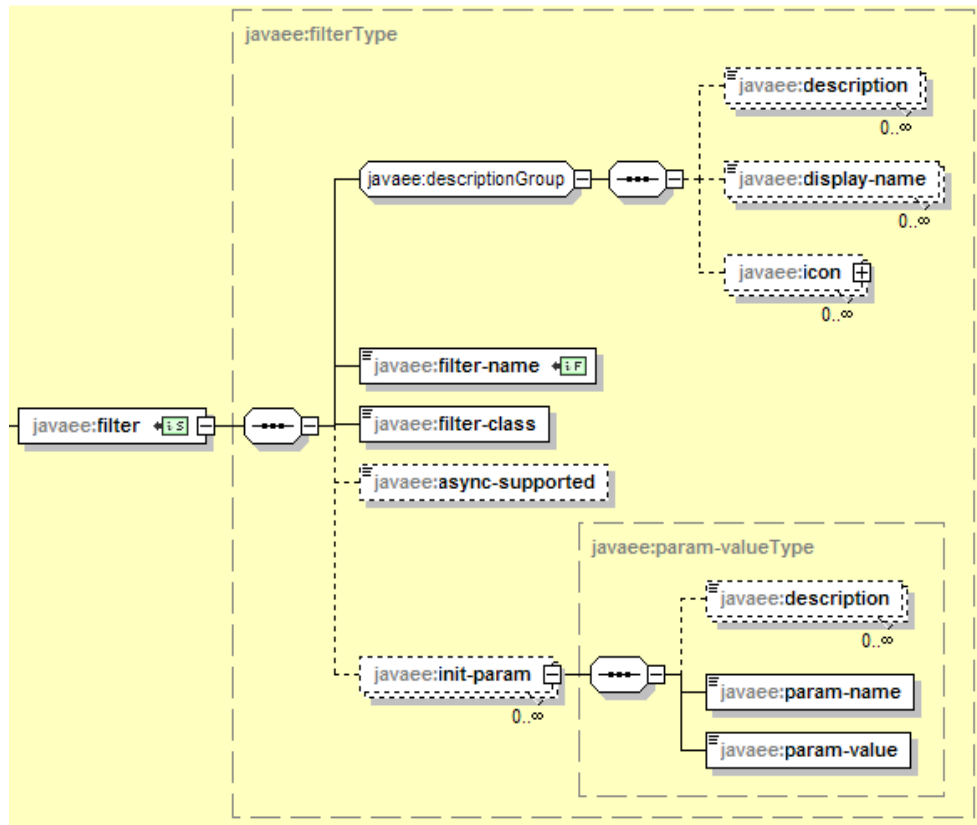 javaee:filterType
javaee:description
0..∞
javaee:descriptionGroup
javaee:display-name
0..∞
javaee:icon
0..∞
javaee:filter-name iF
javaee:filter iS
javaee:filter-class
javaee:async-supported
javaee:param-valueType
javaee:description
0..∞
javaee:init-param
0..∞
javaee:param-name
javaee:param-value